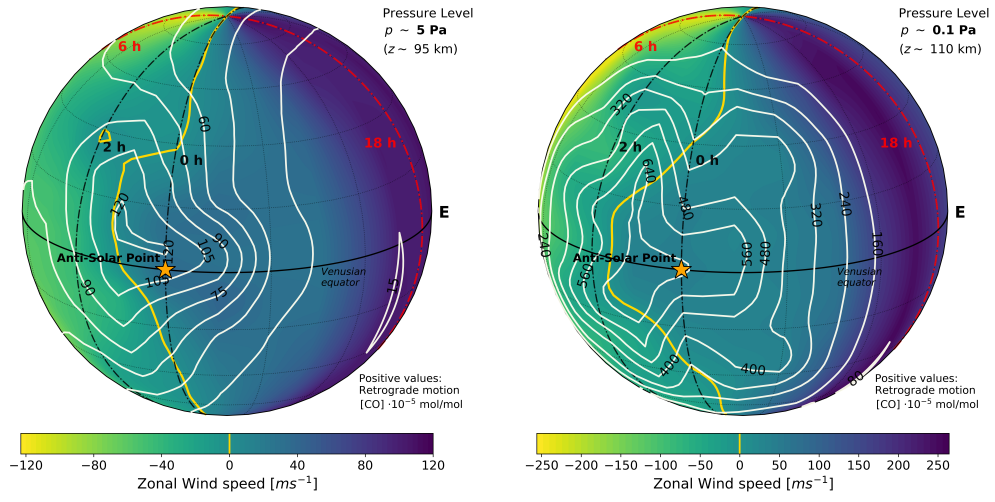 Pressure Level
p ~ 5 Pa
(z~ 95 km)
6 h
60
18 h
2 h
0 h
120
E
120
90
105
Anti-Solar Point
105
Venusian
equator
90
75
15
Positive values:
Retrograde motion
[CO] ·10⁻⁵ mol/mol
−120 −80 −40 0 40 80 120
Zonal Wind speed [ms⁻¹]
Pressure Level
p ~ 0.1 Pa
(z~ 110 km)
6 h
320
18 h
2 h
0 h
640
480
320
240
E
240
560
480
160
Anti-Solar Point
560
Venusian
equator
400
400
80
Positive values:
Retrograde motion
[CO] ·10⁻⁵ mol/mol
−250 −200 −150 −100 −50 0 50 100 150 200 250
Zonal Wind speed [ms⁻¹]